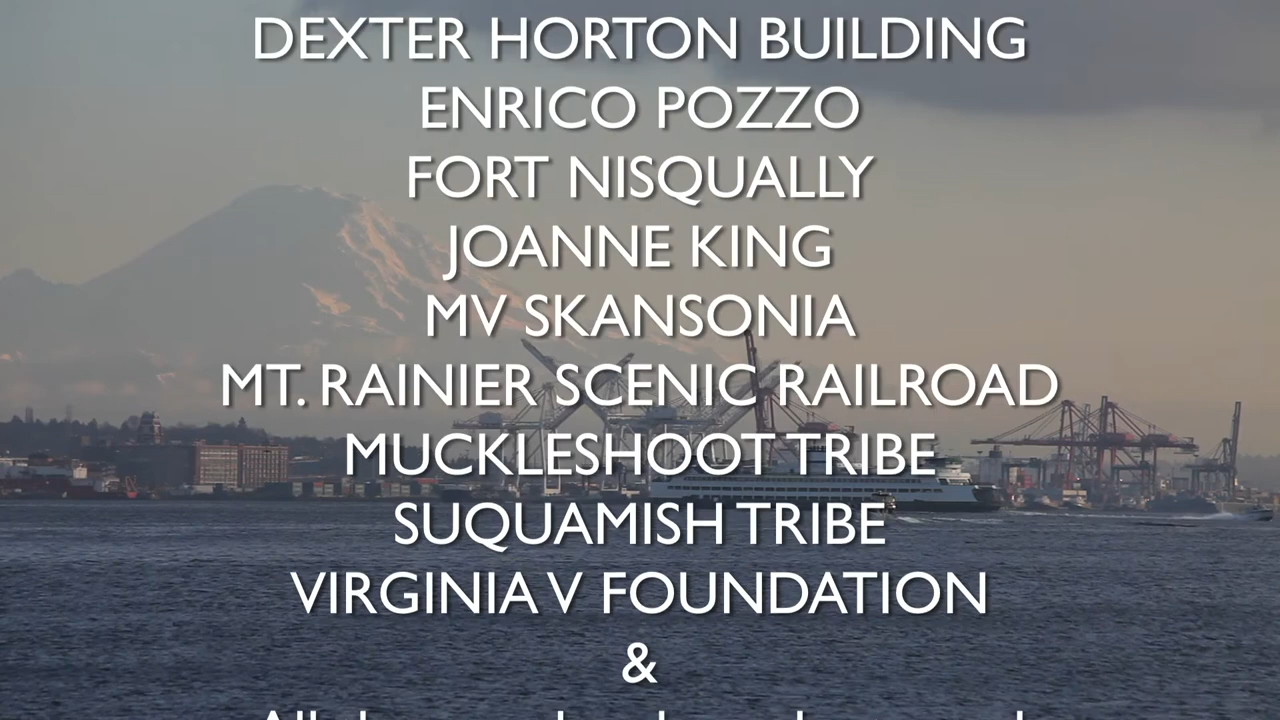 DEXTER HORTON BUILDING
ENRICO POZZO
FORT NISQUALLY
JOANNE KING
MV SKANSONIA
MT. RAINIER SCENIC RAILROAD
MUCKLESHOOT TRIBE
SUQUAMISH TRIBE
VIRGINIA V FOUNDATION
&